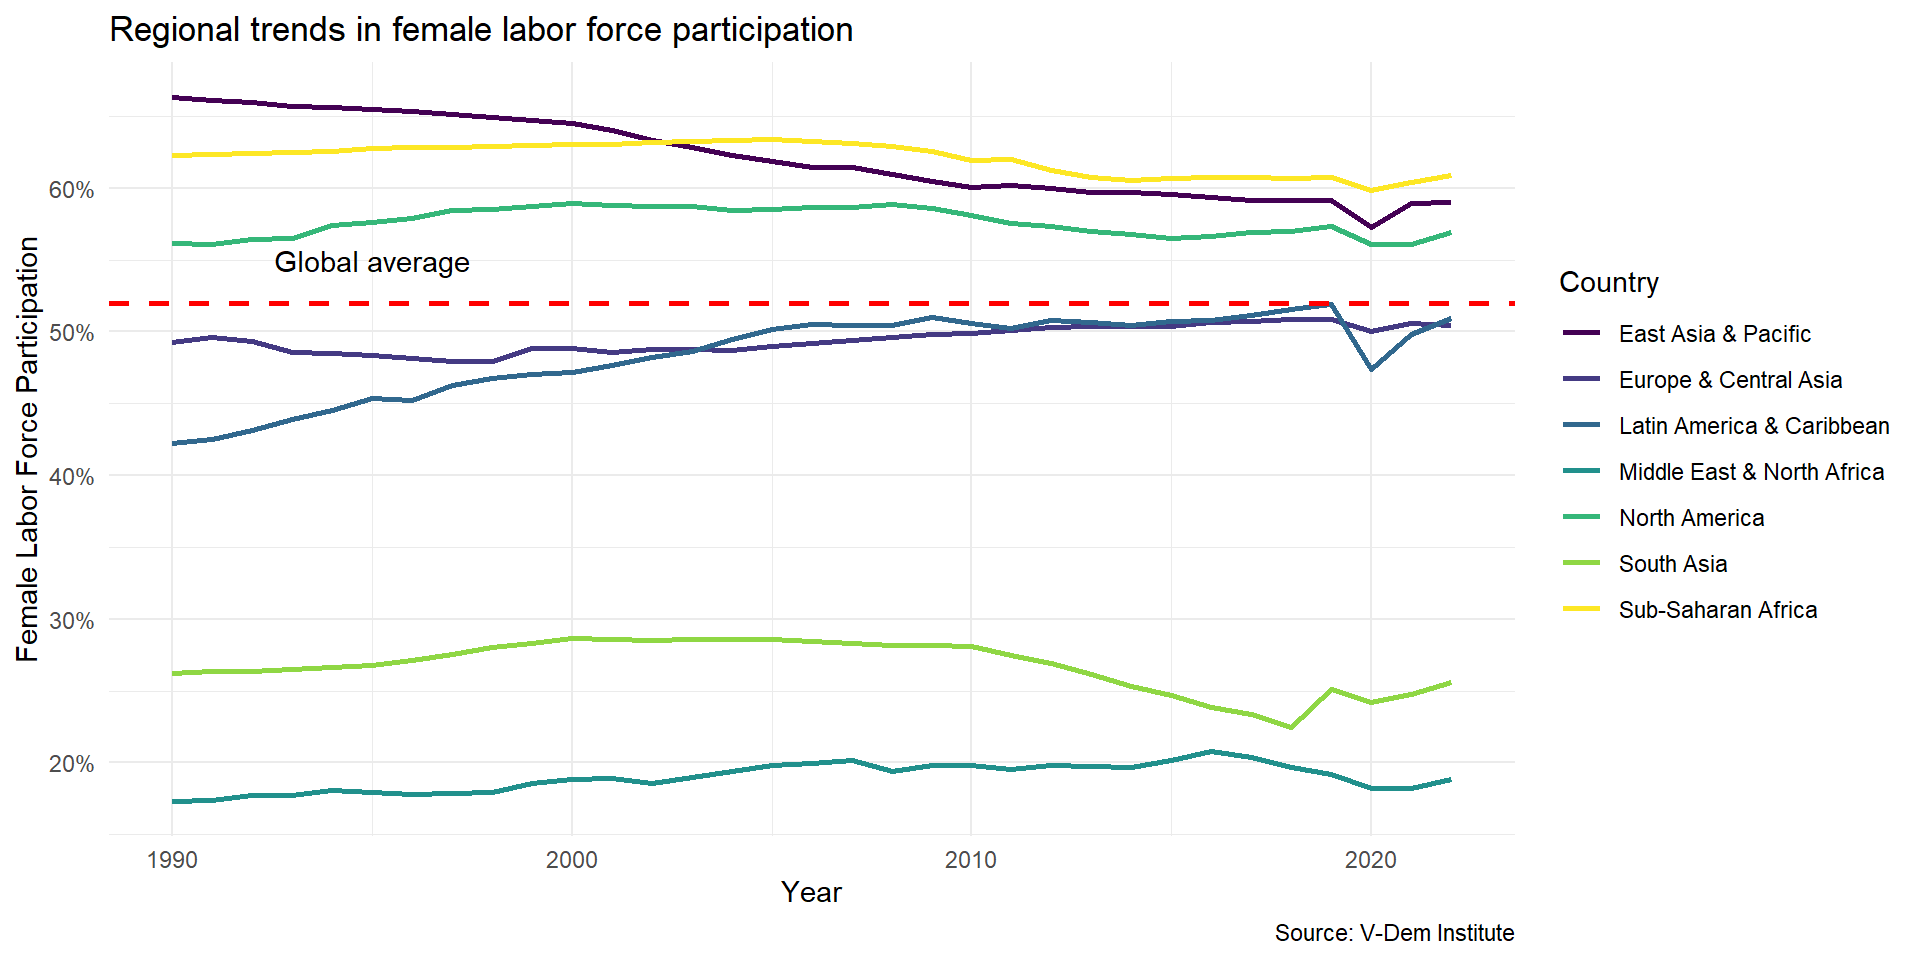 Regional trends in female labor force participation
Female Labor Force Participation
60%
50%
40%
30%
20%
Global average
1990
2000
2010
2020
Year
Country
East Asia & Pacific
Europe & Central Asia
Latin America & Caribbean
Middle East & North Africa
North America
South Asia
Sub-Saharan Africa
Source: V-Dem Institute